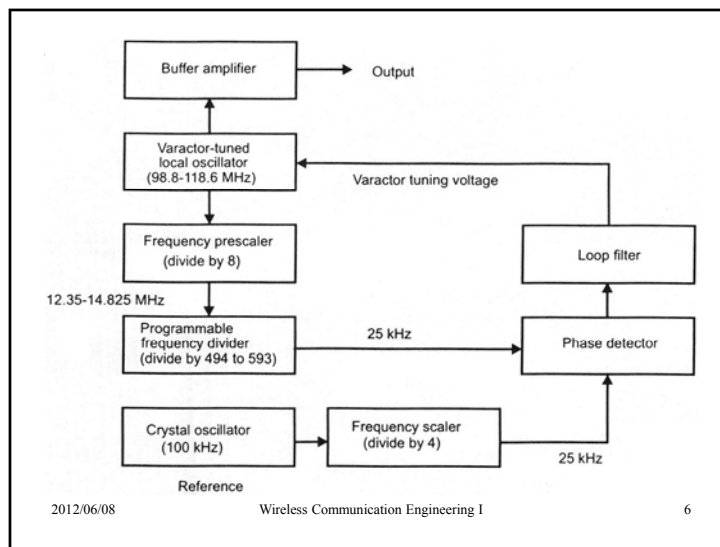 Buffer amplifier
Output
Varactor-tuned
local oscillator
(98.8-118.6 MHz)
Varactor tuning voltage
Frequency prescaler
(divide by 8)
Loop filter
12.35-14.825 MHz
Programmable
frequency divider
(divide by 494 to 593)
25 kHz
Phase detector
Crystal oscillator
(100 kHz)
Frequency scaler
(divide by 4)
25 kHz
Reference
2012/06/08
Wireless Communication Engineering I
6